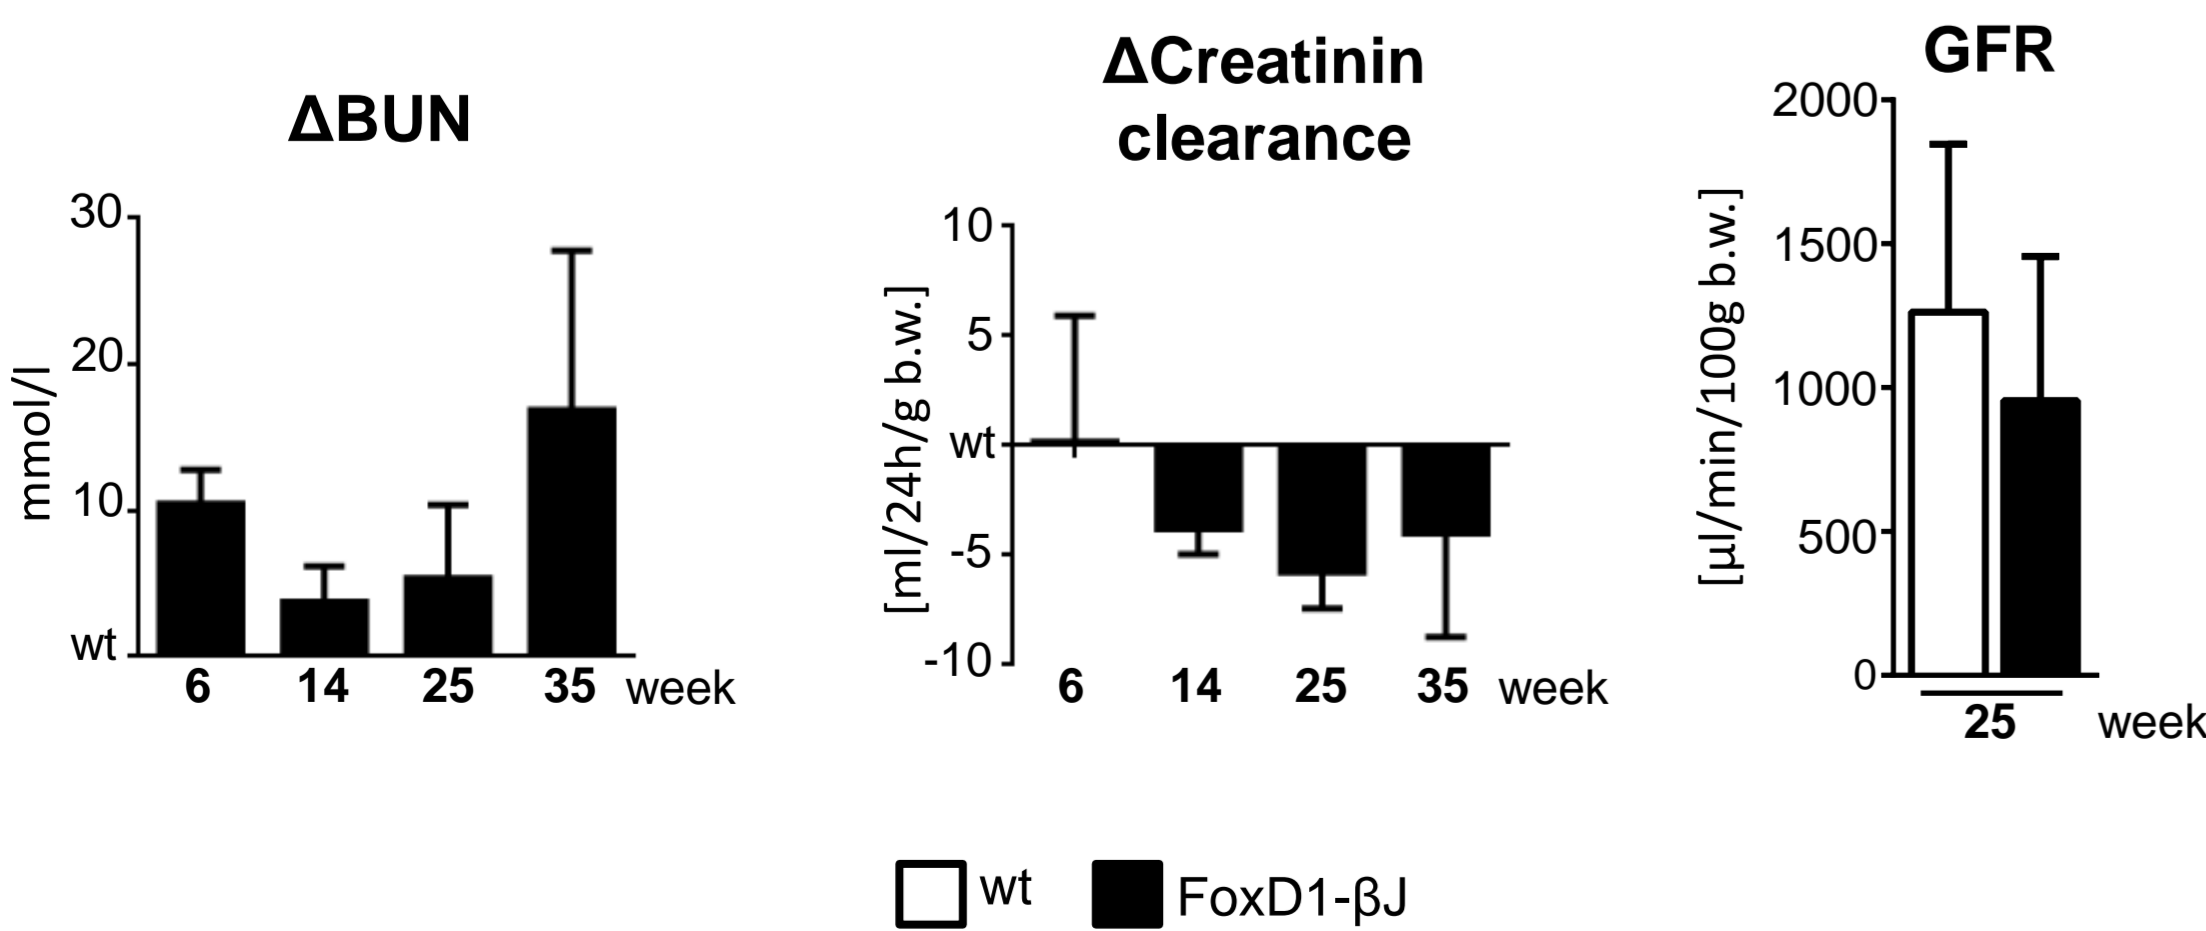 ΔBUN
mmol/l
30
20
10
wt
6 14 25 35 week
ΔCreatinin
clearance
[ml/24h/g b.w.]
10
5
wt
-5
-10
6 14 25 35 week
GFR
[µl/min/100g b.w.]
2000
1500
1000
500
0
25 week
wt FoxD1-βJ